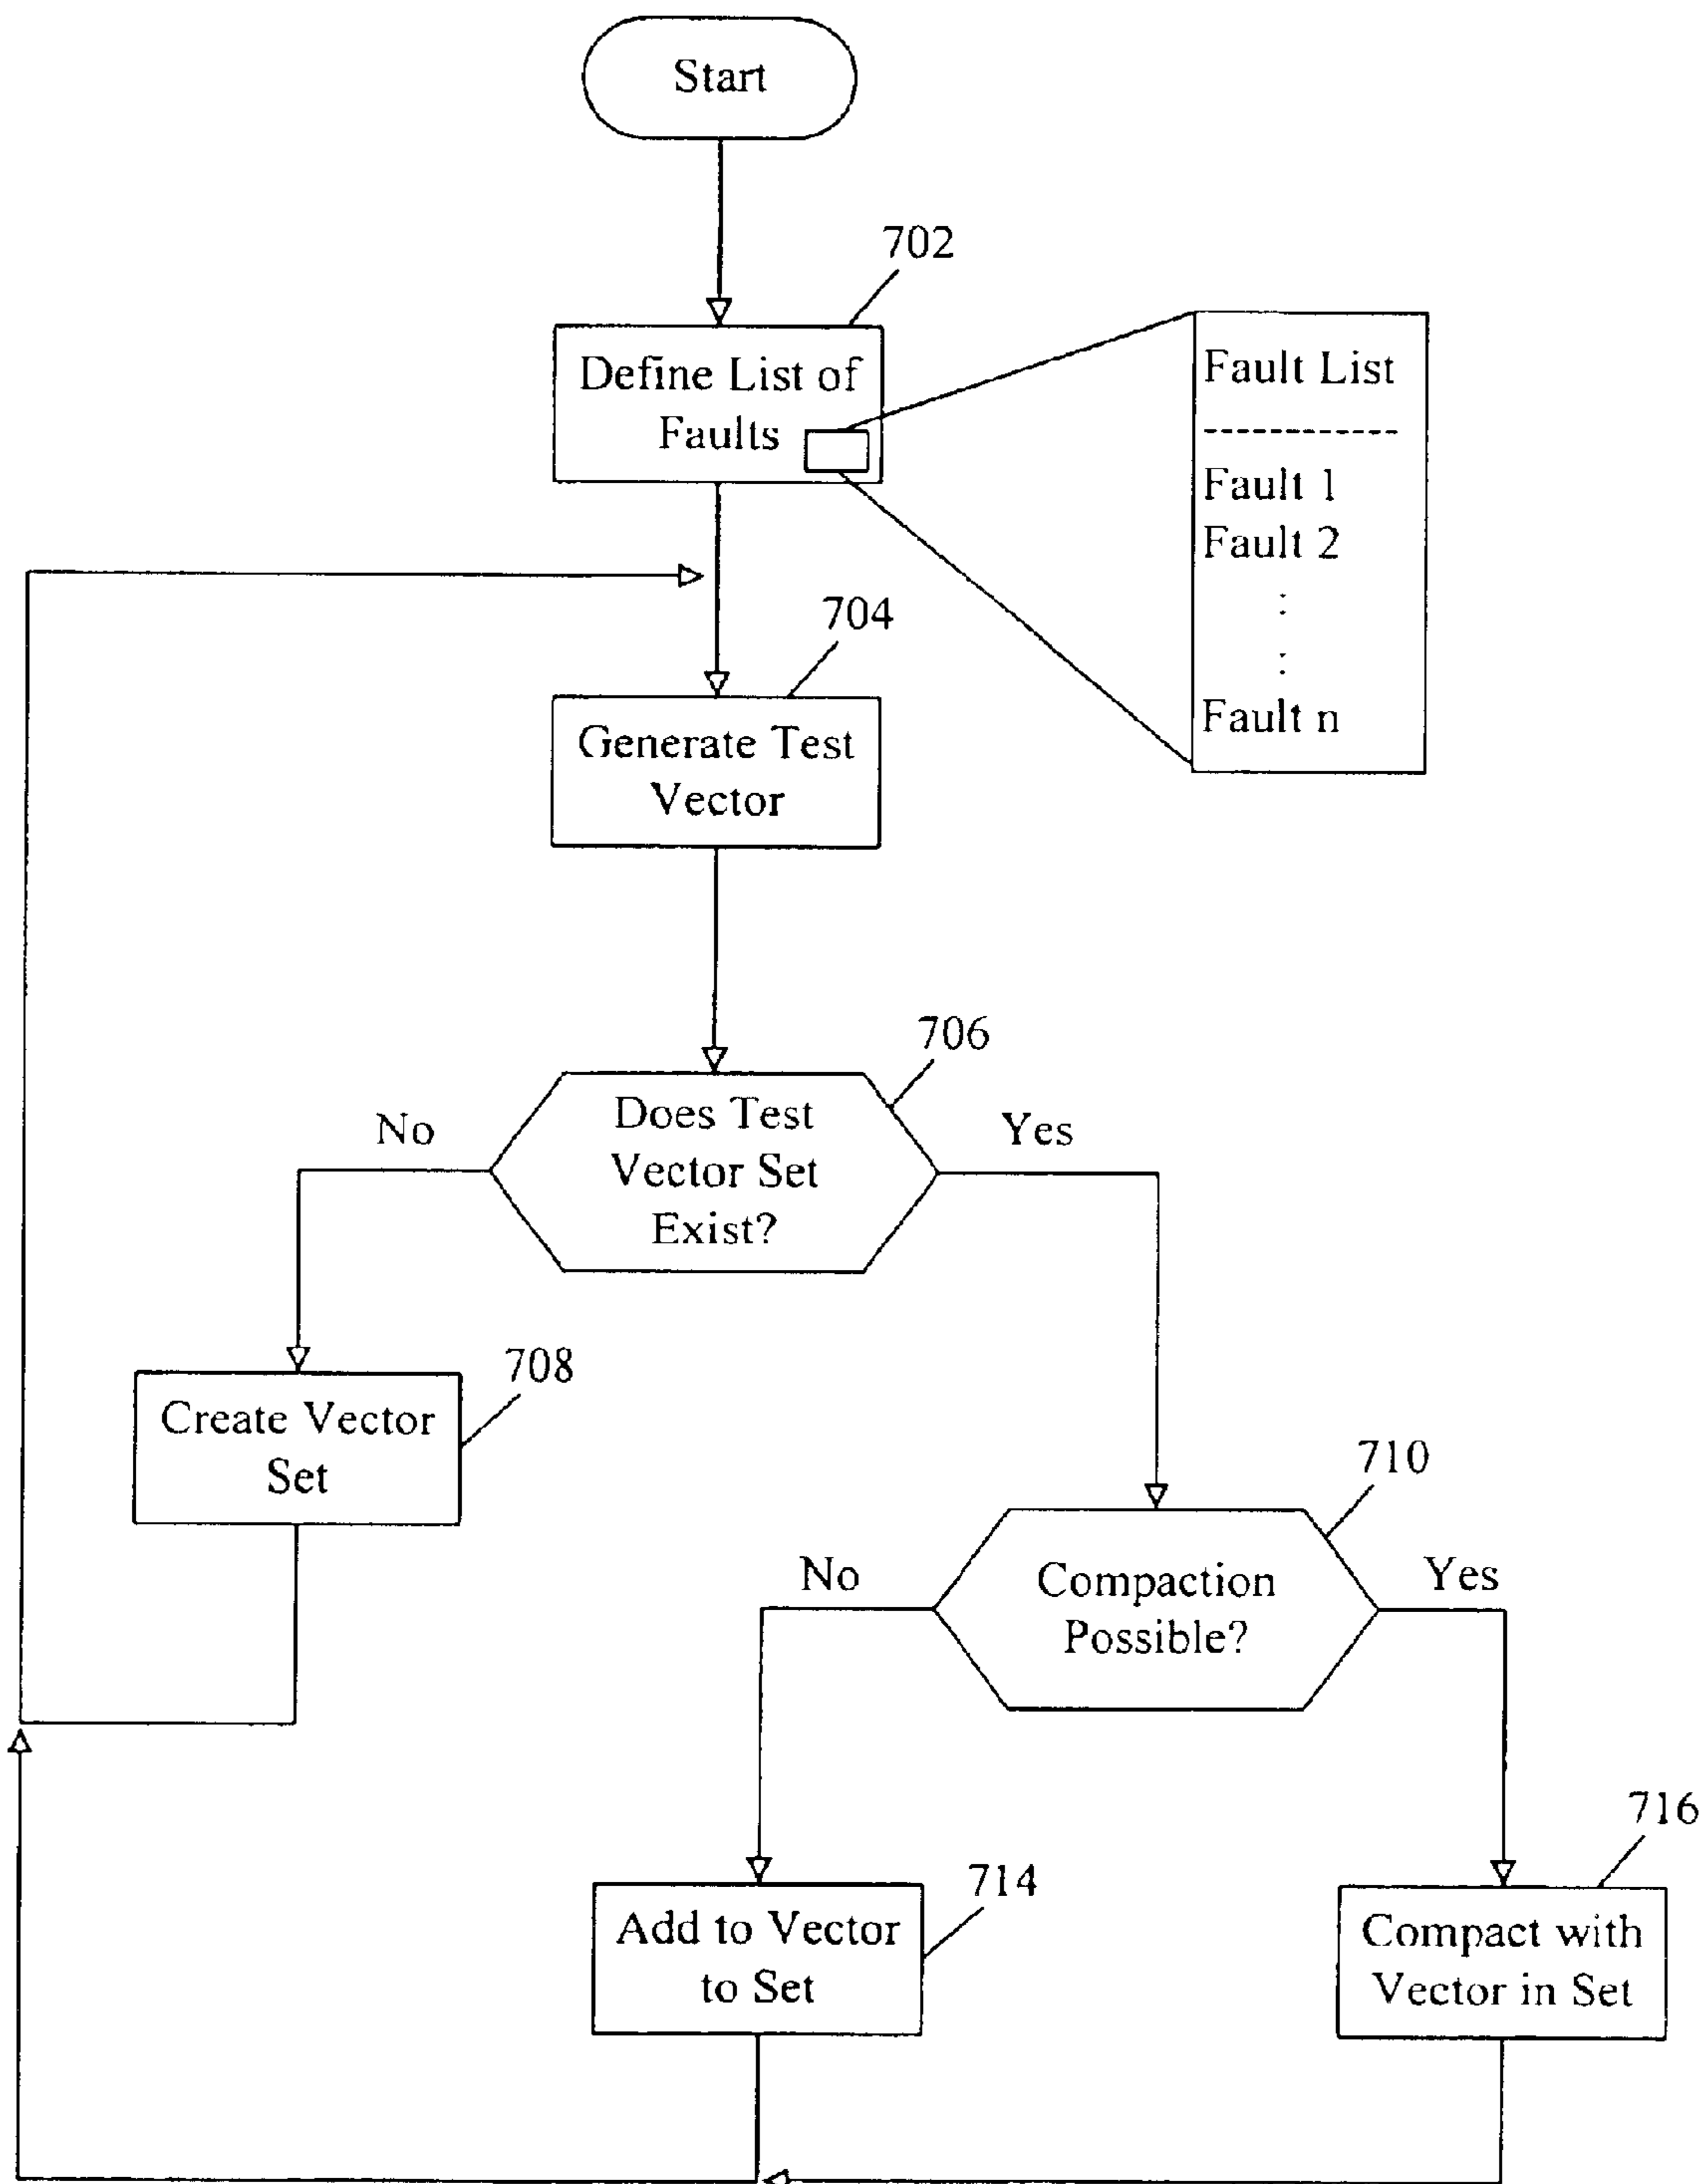 Start
702
Define List of
Faults
Fault List
-----------
Fault 1
Fault 2
:
:
Fault n
704
Generate Test
Vector
706
Does Test
Vector Set
Exist?
No
Yes
708
Create Vector
Set
710
Compaction
Possible?
No
Yes
714
Add to Vector
to Set
716
Compact with
Vector in Set